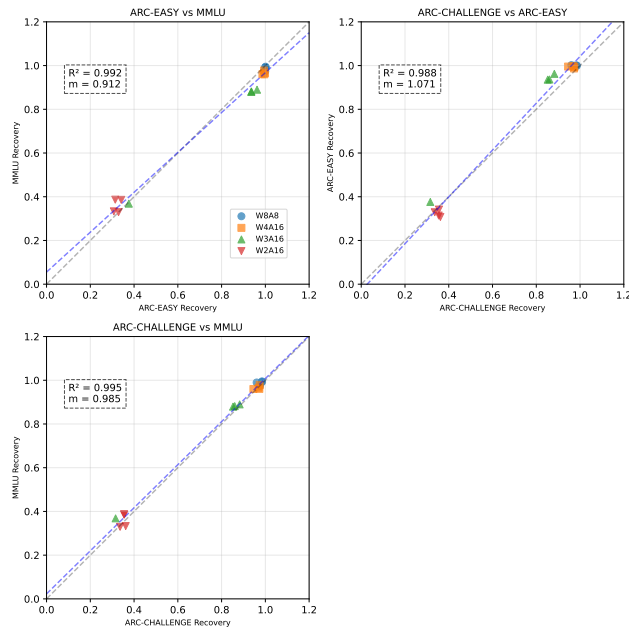 ARC-EASY vs MMLU
1.2
1.0
0.8
0.6
0.4
0.2
0.0
MMLU Recovery
R² = 0.992
m = 0.912
W8A8
W4A16
W3A16
W2A16
0.0 0.2 0.4 0.6 0.8 1.0 1.2
ARC-EASY Recovery
ARC-CHALLENGE vs ARC-EASY
1.2
1.0
0.8
0.6
0.4
0.2
0.0
ARC-EASY Recovery
R² = 0.988
m = 1.071
0.0 0.2 0.4 0.6 0.8 1.0 1.2
ARC-CHALLENGE Recovery
ARC-CHALLENGE vs MMLU
1.2
1.0
0.8
0.6
0.4
0.2
0.0
MMLU Recovery
R² = 0.995
m = 0.985
0.0 0.2 0.4 0.6 0.8 1.0 1.2
ARC-CHALLENGE Recovery